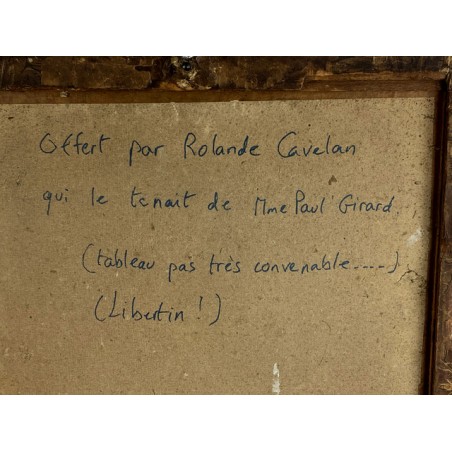 Offert par Rolande Cavelan
qui le tenait de Mme Paul Girard
(tableau pas très convenable.....)
(Libertin !)